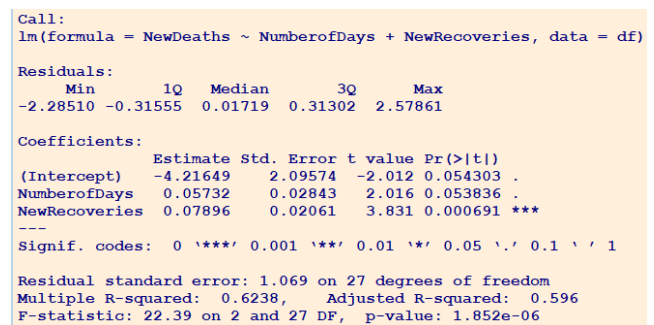 Call:
lm(formula = NewDeaths ~ NumberofDays + NewRecoveries, data = df)
Residuals:
Min 1Q Median 3Q Max
-2.28510 -0.31555 0.01719 0.31302 2.57861
Coefficients:
Estimate Std. Error t value Pr(>|t|)
(Intercept) -4.21649 2.09574 -2.012 0.054303 .
NumberofDays 0.05732 0.02843 2.016 0.053836 .
NewRecoveries 0.07896 0.02061 3.831 0.000691 ***
---
Signif. codes: 0 '***' 0.001 '**' 0.01 '*' 0.05 '.' 0.1 ' ' 1
Residual standard error: 1.069 on 27 degrees of freedom
Multiple R-squared: 0.6238, Adjusted R-squared: 0.596
F-statistic: 22.39 on 2 and 27 DF, p-value: 1.852e-06